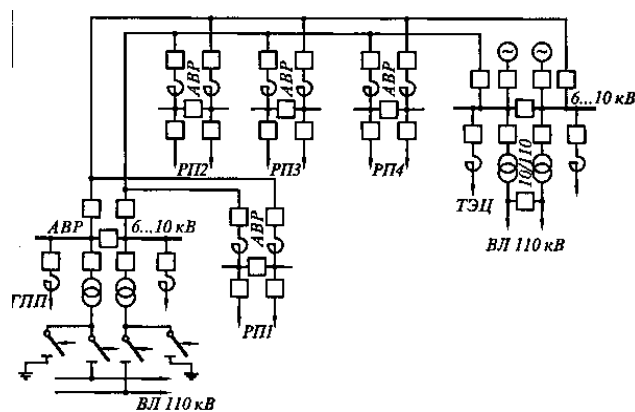 АВР
АВР
АВР
6...10 кВ
РП2
РП3
РП4
10/110
ТЭЦ
ВЛ 110 кВ
АВР
6...10 кВ
АВР
ГПП
РП1
ВЛ 110 кВ